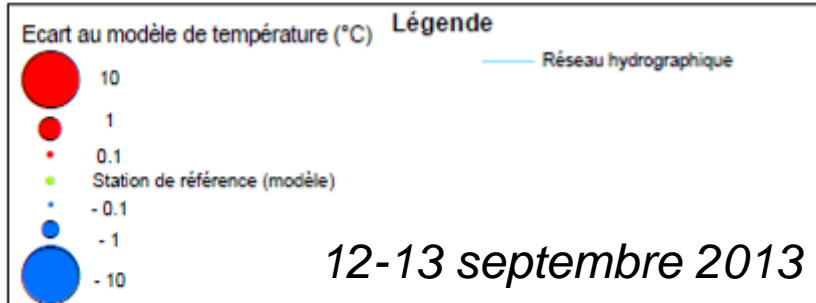 Légende
Ecart au modèle de température (°C)
Réseau hydrographique
10
1
0.1
Station de référence (modèle)
- 0.1
- 1
- 10
12-13 septembre 2013